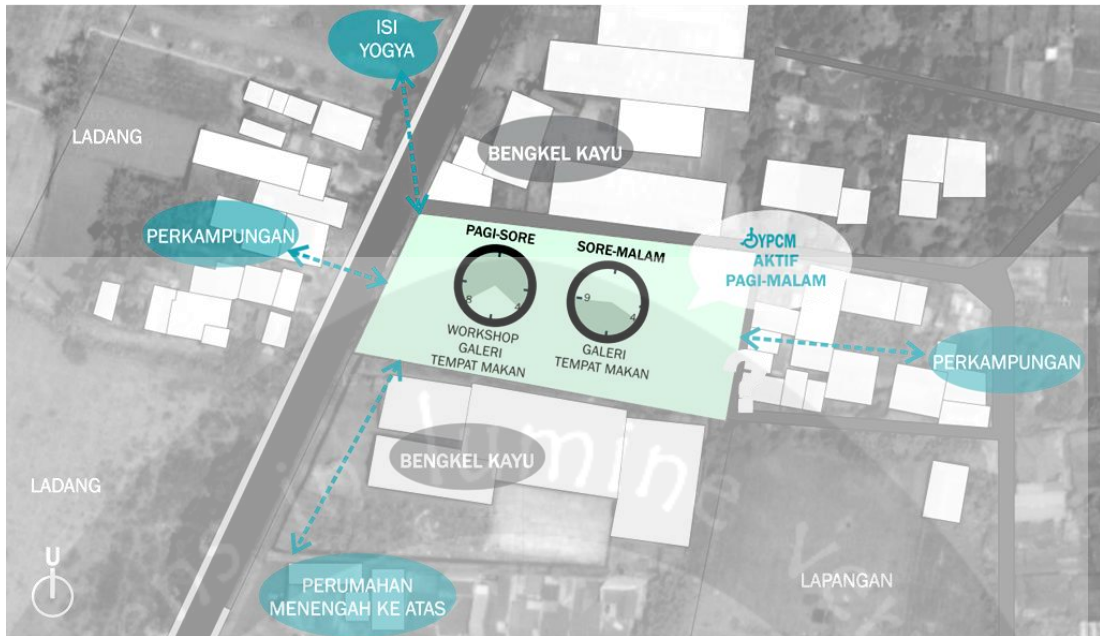 ISI
YOGYA
LADANG
BENGKEL KAYU
PERKAMPUNGAN
PAGI-SORE
8
4
WORKSHOP
GALERI
TEMPAT MAKAN
SORE-MALAM
9
4
GALERI
TEMPAT MAKAN
YPCM
AKTIF
PAGI-MALAM
PERKAMPUNGAN
BENGKEL KAYU
LADANG
U
PERUMAHAN
MENENGAH KE ATAS
LAPANGAN
lumine